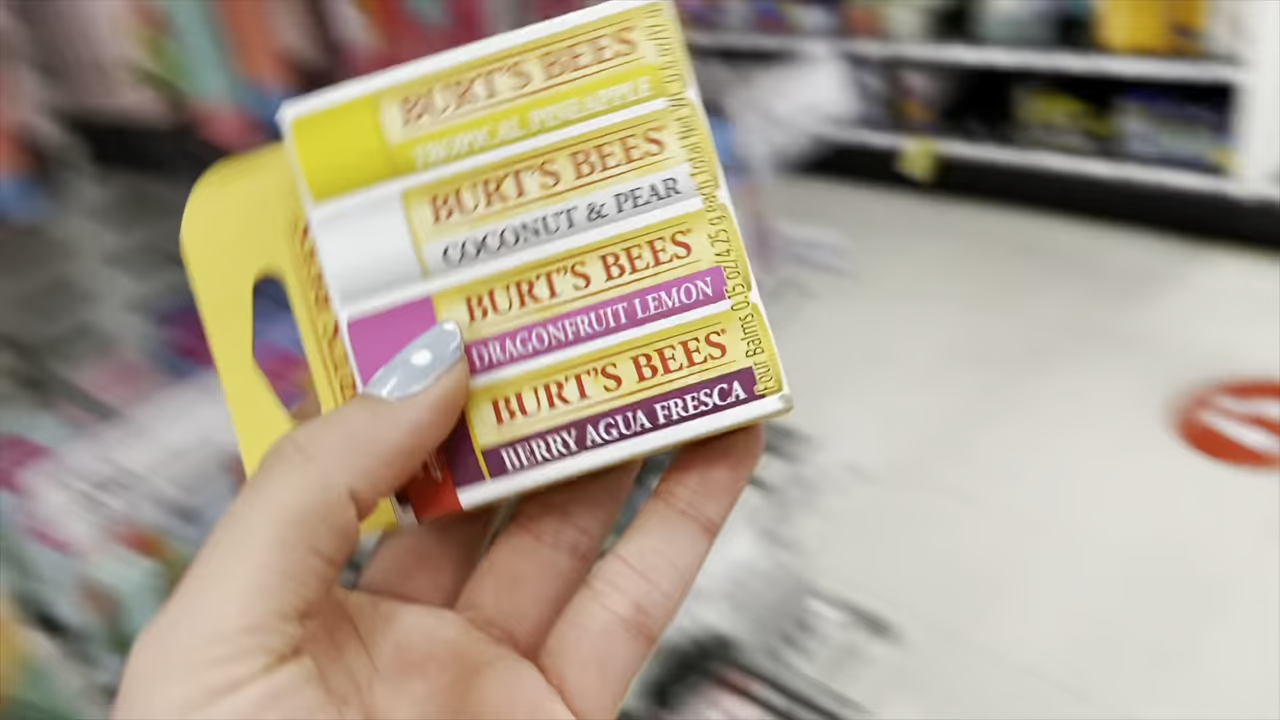 BURT'S BEES
TROPICAL PINEAPPLE
BURT'S BEES
COCONUT & PEAR
BURT'S BEES®
DRAGONFRUIT LEMON
BURT'S BEES®
BERRY AGUA FRESCA
Four Balms 0.15 oz/4.25 g